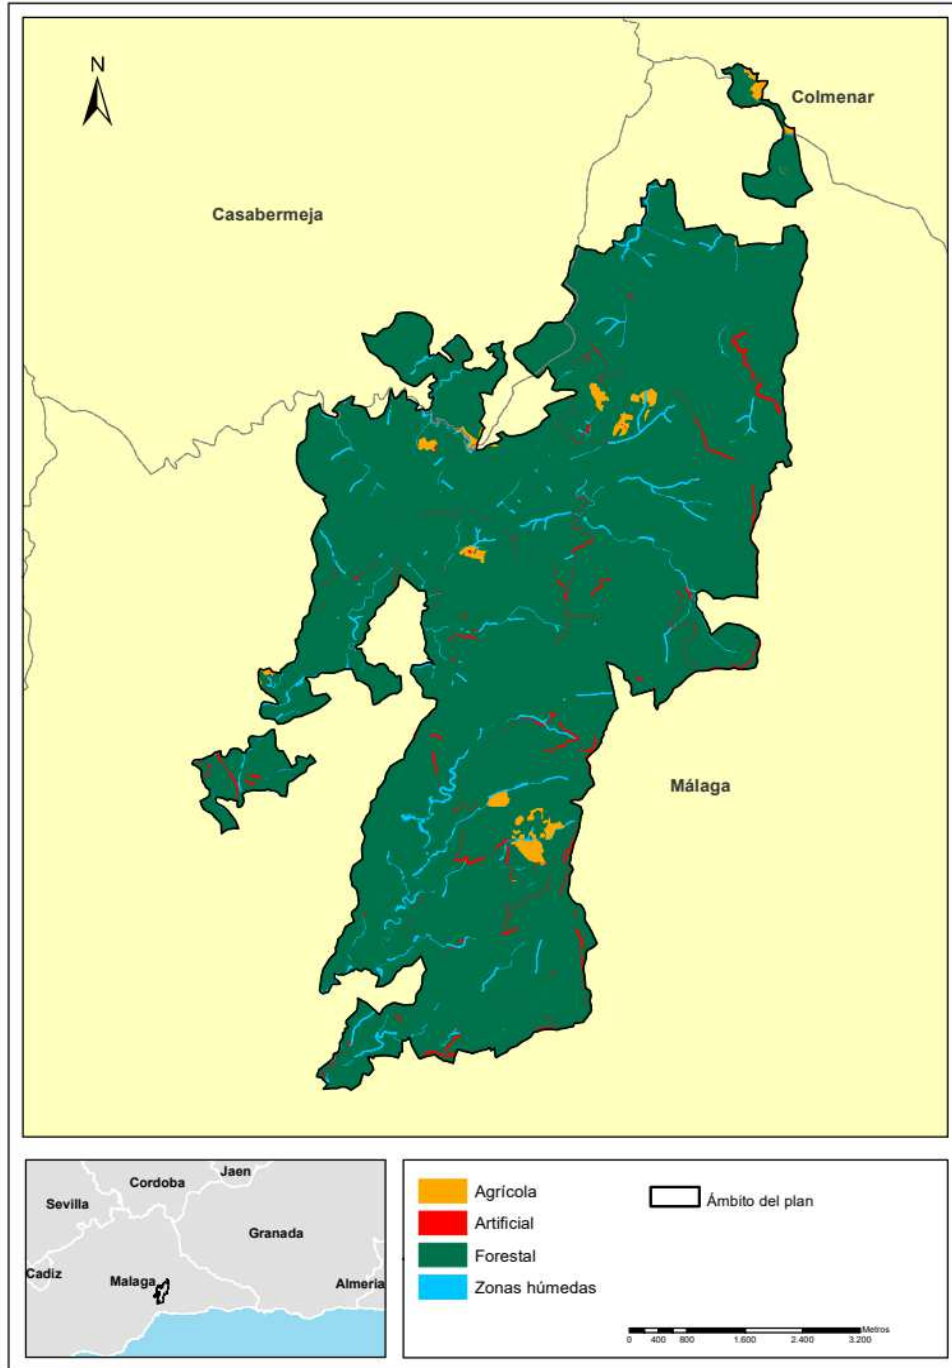 N
Colmenar
Casabermeja
Málaga
Jaen
Cordoba
Sevilla
Granada
Cadiz
Malaga
Almeria
Agrícola
Artificial
Forestal
Zonas húmedas
Ámbito del plan
Metros
0 400 800 1.600 2.400 3.200